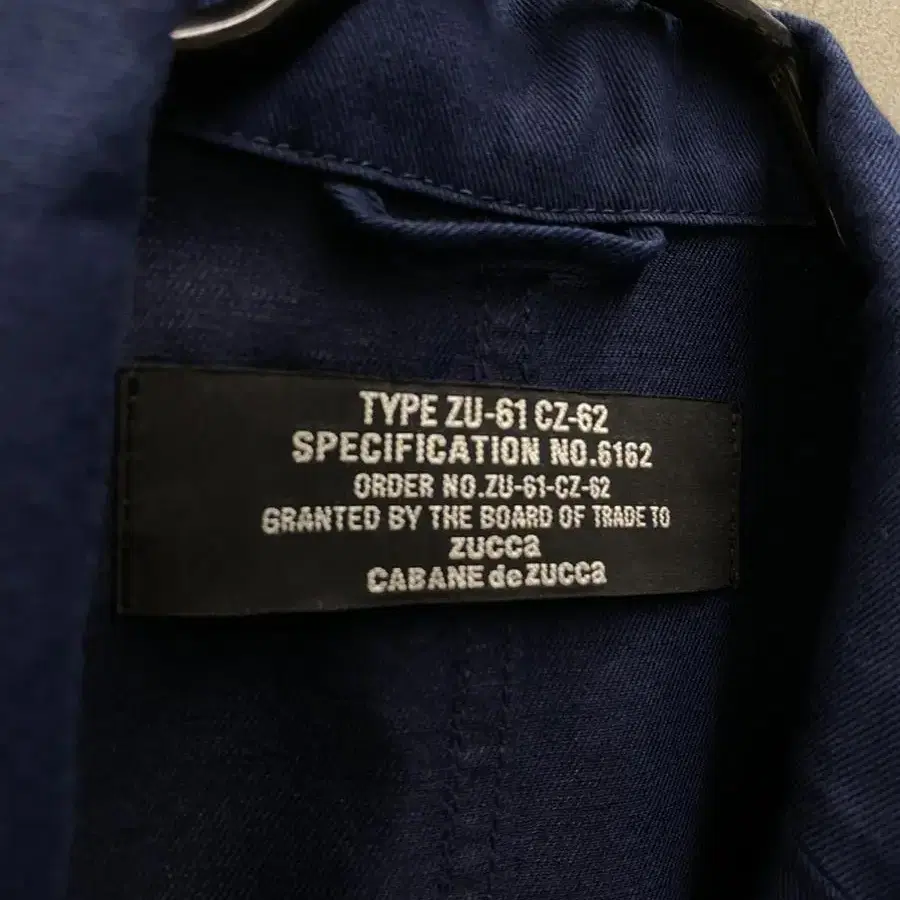 TYPE ZU-61 CZ-62
SPECIFICATION NO.6162
ORDER NO.ZU-61-CZ-62
GRANTED BY THE BOARD OF TRADE TO
zucca
CABANE de zucca